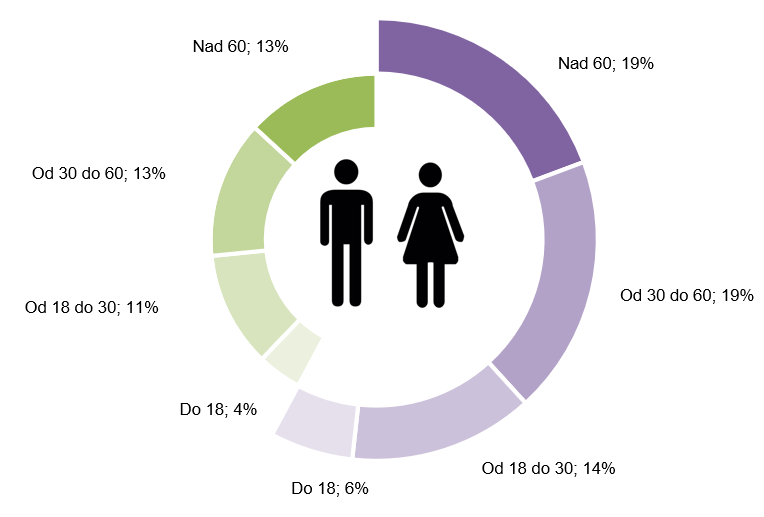 Nad 60; 13%
Nad 60; 19%
Od 30 do 60; 13%
Od 30 do 60; 19%
Od 18 do 30; 11%
Do 18; 4%
Od 18 do 30; 14%
Do 18; 6%